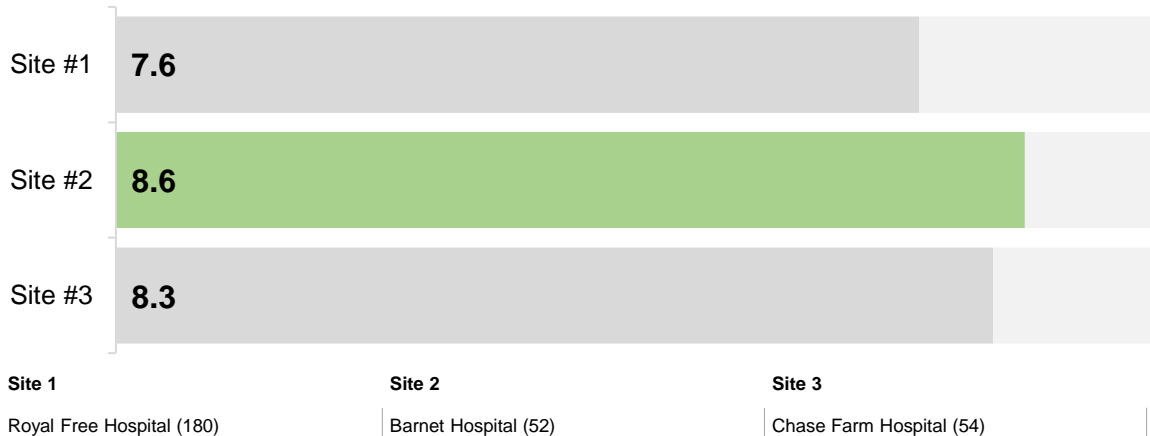 Site #1 7.6
Site #2 8.6
Site #3 8.3
Site 1 Site 2 Site 3
Royal Free Hospital (180) Barnet Hospital (52) Chase Farm Hospital (54)